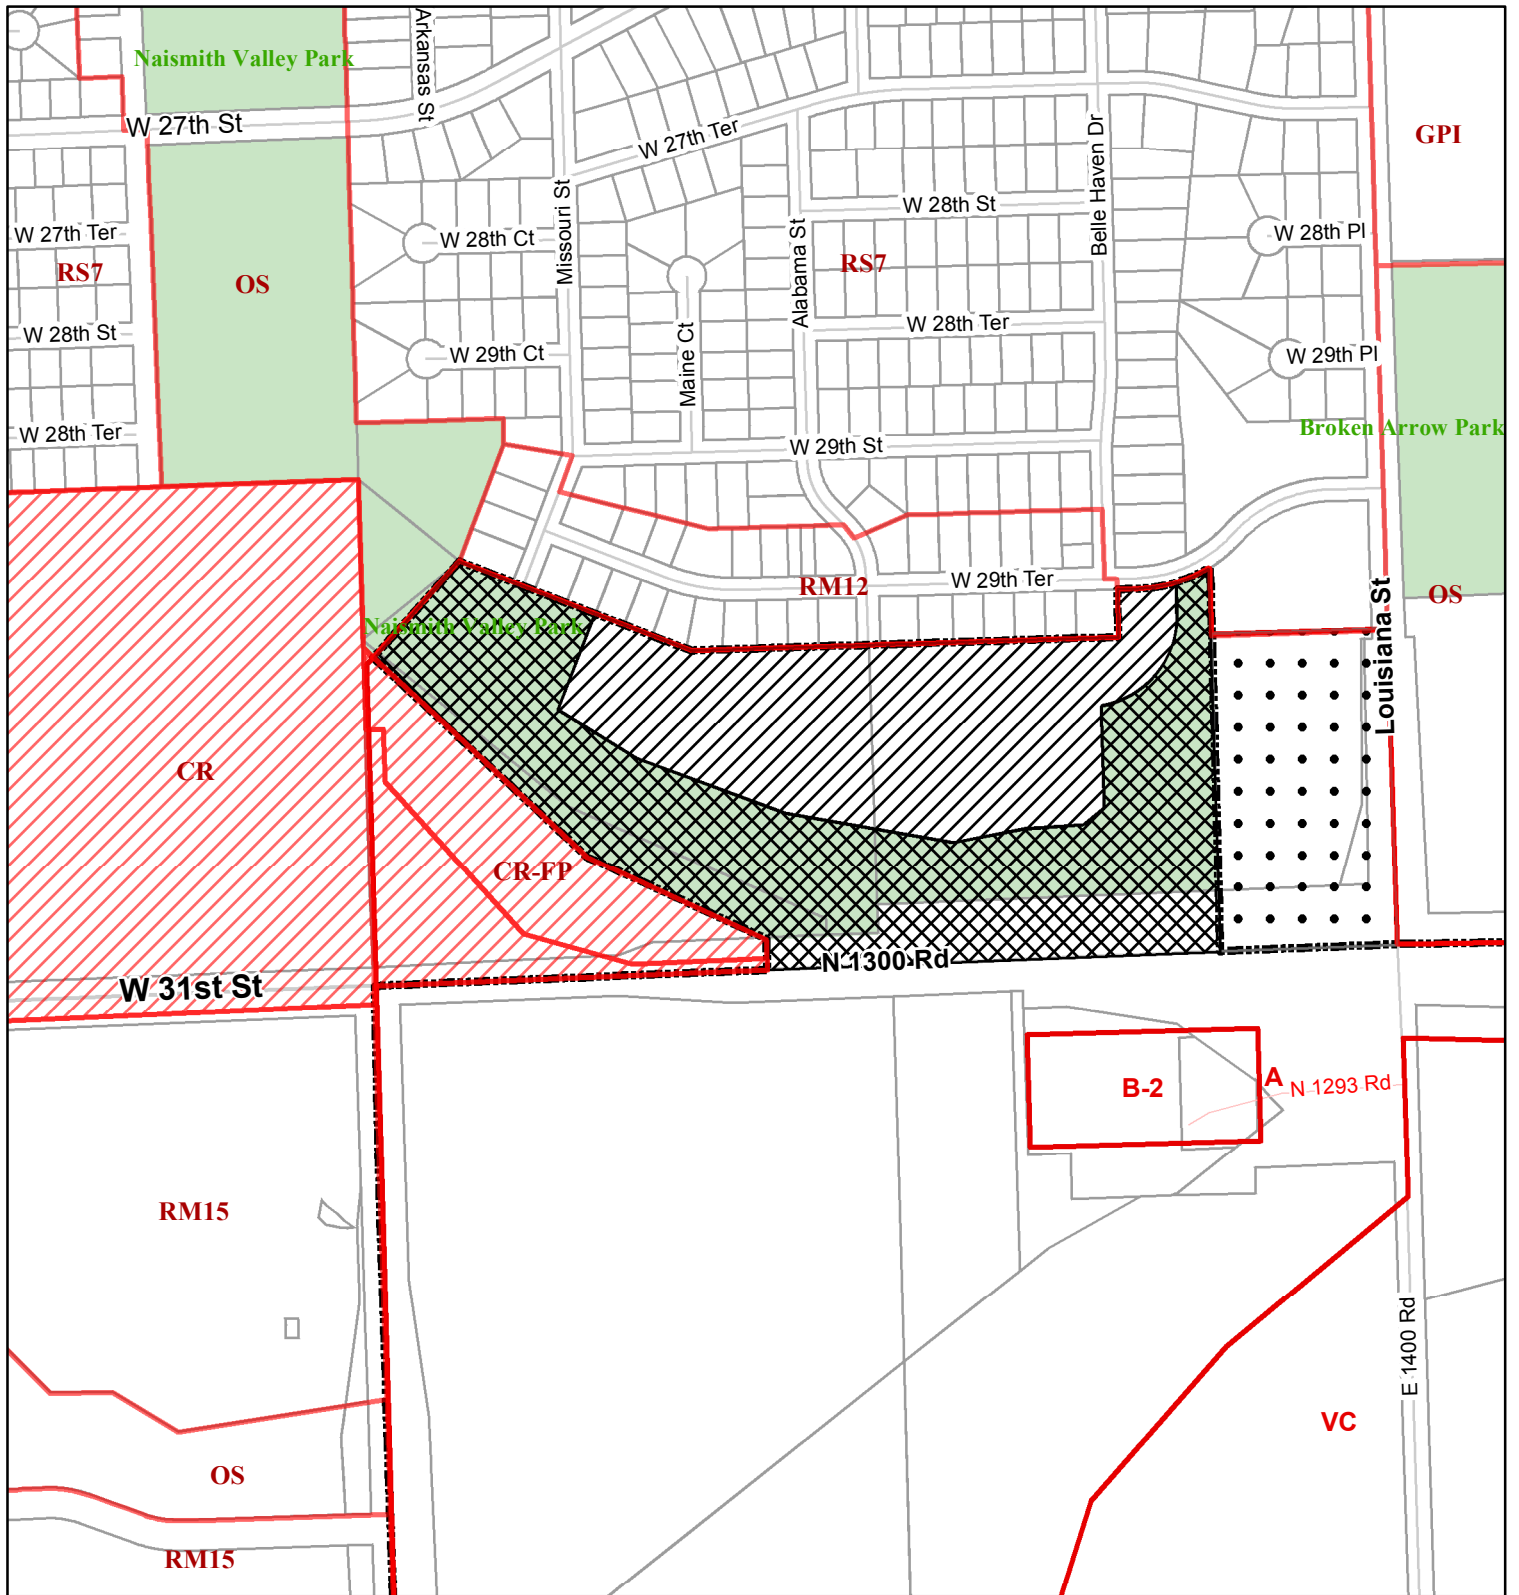 Arkansas St
Naismith Valley Park
W 27th St
W 27th Ter
GPI
Belle Haven Dr
Missouri St
W 28th St
W 27th Ter
W 28th Ct
Alabama St
W 28th Pl
RS7
RS7
OS
W 28th St
W 28th Ter
Maine Ct
W 29th Ct
W 29th Pl
W 28th Ter
Broken Arrow Park
W 29th St
W 29th Ter
RM12
OS
Louisiana St
Naismith Valley Park
CR
CR-FP
N 1300 Rd
W 31st St
B-2
A
N 1293 Rd
RM15
E 1400 Rd
VC
OS
RM15